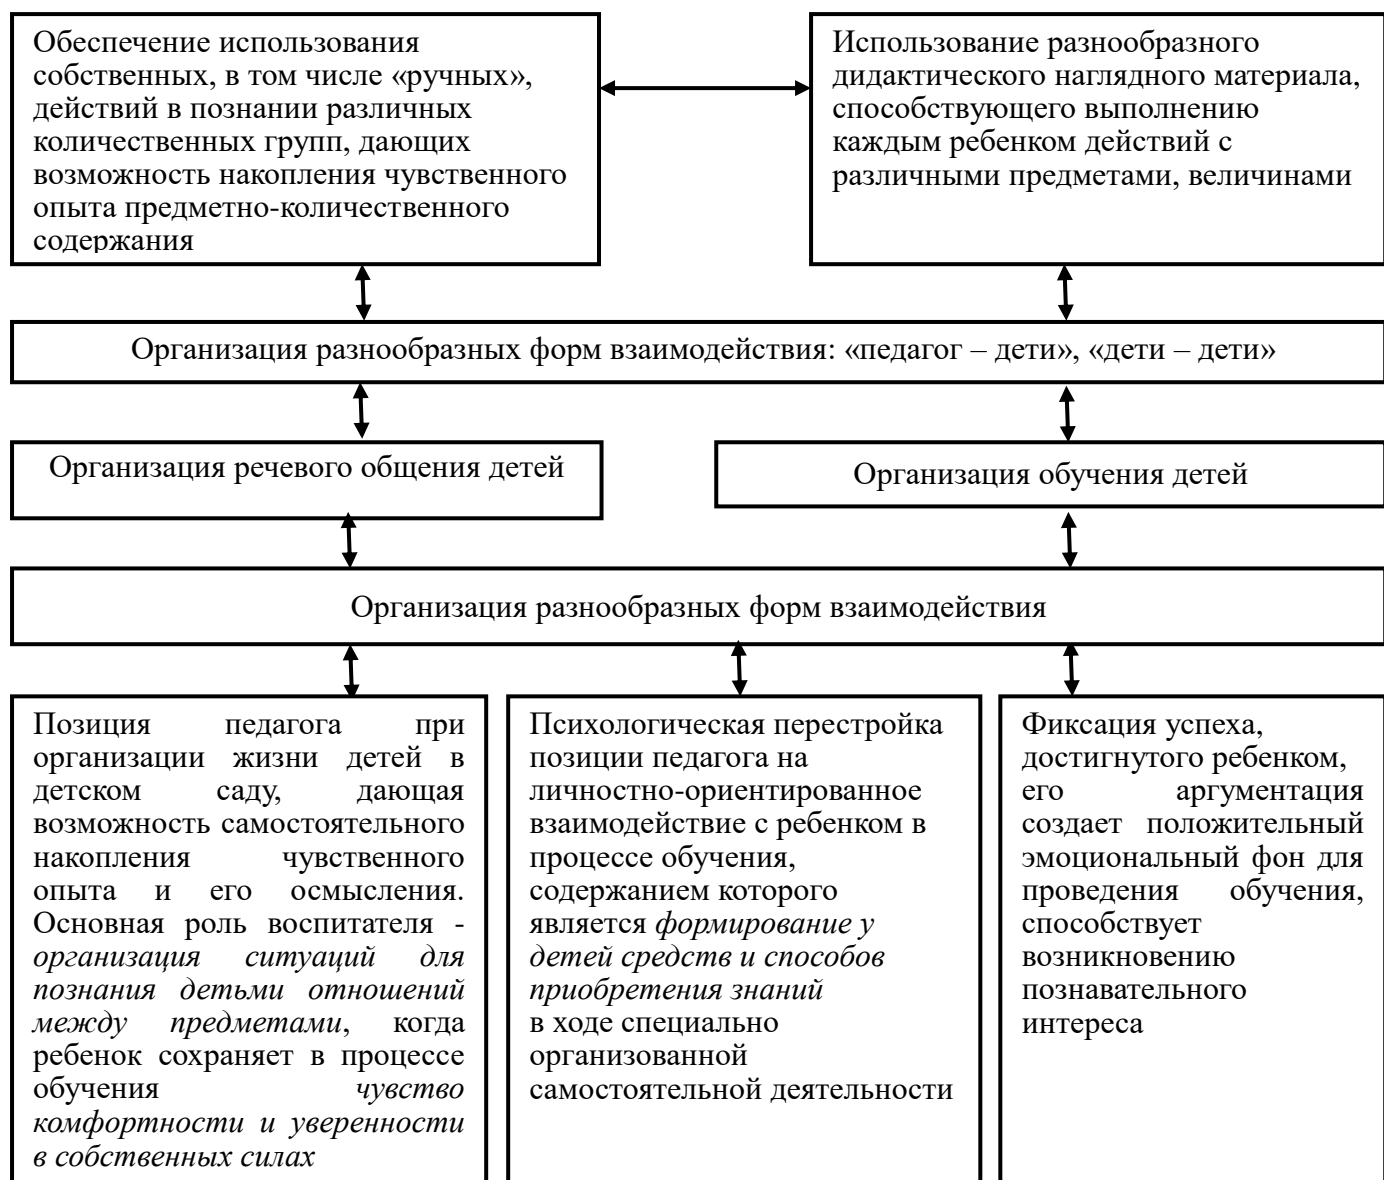 Обеспечение использования
собственных, в том числе «ручных»,
действий в познании различных
количественных групп, дающих
возможность накопления чувственного
опыта предметно-количественного
содержания
Использование разнообразного
дидактического наглядного материала,
способствующего выполнению
каждым ребенком действий с
различными предметами, величинами
Организация разнообразных форм взаимодействия: «педагог – дети», «дети – дети»
Организация речевого общения детей
Организация обучения детей
Организация разнообразных форм взаимодействия
Позиция педагога при
организации жизни детей в
детском саду, дающая
возможность самостоятельного
накопления чувственного
опыта и его осмысления.
Основная роль воспитателя -
организация ситуаций для
познания детьми отношений
между предметами, когда
ребенок сохраняет в процессе
обучения чувство
комфортности и уверенности
в собственных силах
Психологическая перестройка
позиции педагога на
личностно-ориентированное
взаимодействие с ребенком в
процессе обучения,
содержанием которого
является формирование у
детей средств и способов
приобретения знаний
в ходе специально
организованной
самостоятельной деятельности
Фиксация успеха,
достигнутого ребенком,
его аргументация
создает положительный
эмоциональный фон для
проведения обучения,
способствует
возникновению
познавательного
интереса